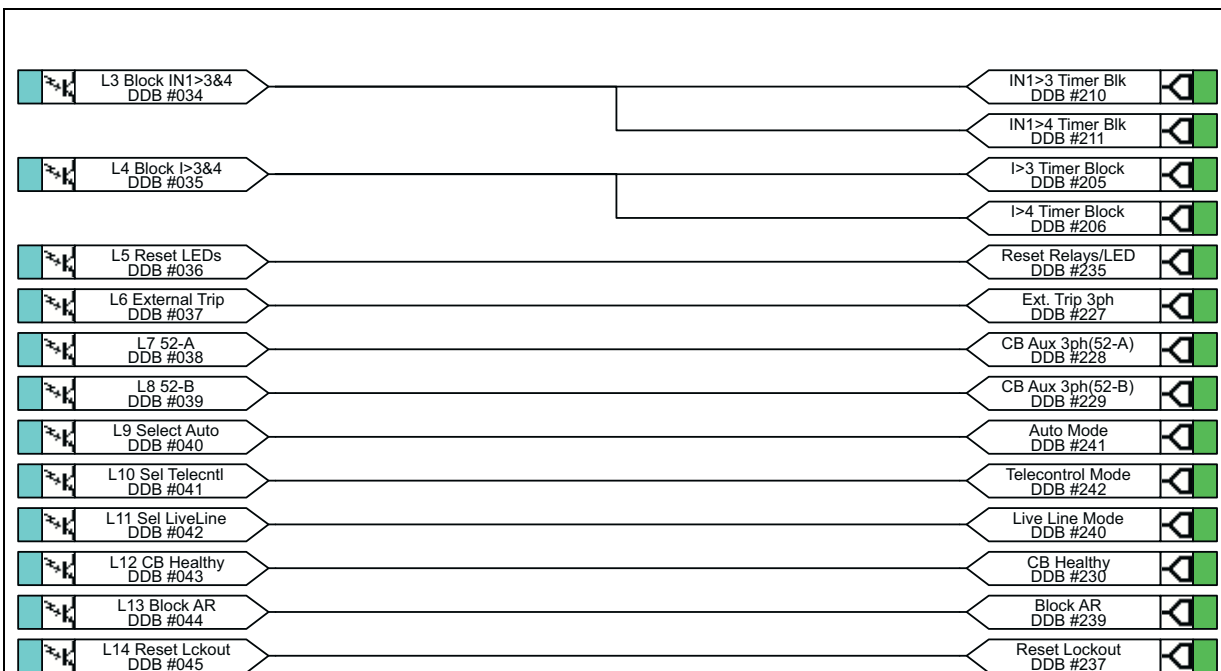 L3 Block IN1>3&4
DDB #034
IN1>3 Timer Blk
DDB #210
IN1>4 Timer Blk
DDB #211
L4 Block I>3&4
DDB #035
I>3 Timer Block
DDB #205
I>4 Timer Block
DDB #206
L5 Reset LEDs
DDB #036
Reset Relays/LED
DDB #235
L6 External Trip
DDB #037
Ext. Trip 3ph
DDB #227
L7 52-A
DDB #038
CB Aux 3ph(52-A)
DDB #228
L8 52-B
DDB #039
CB Aux 3ph(52-B)
DDB #229
L9 Select Auto
DDB #040
Auto Mode
DDB #241
L10 Sel Telecntl
DDB #041
Telecontrol Mode
DDB #242
L11 Sel LiveLine
DDB #042
Live Line Mode
DDB #240
L12 CB Healthy
DDB #043
CB Healthy
DDB #230
L13 Block AR
DDB #044
Block AR
DDB #239
L14 Reset Lckout
DDB #045
Reset Lockout
DDB #237